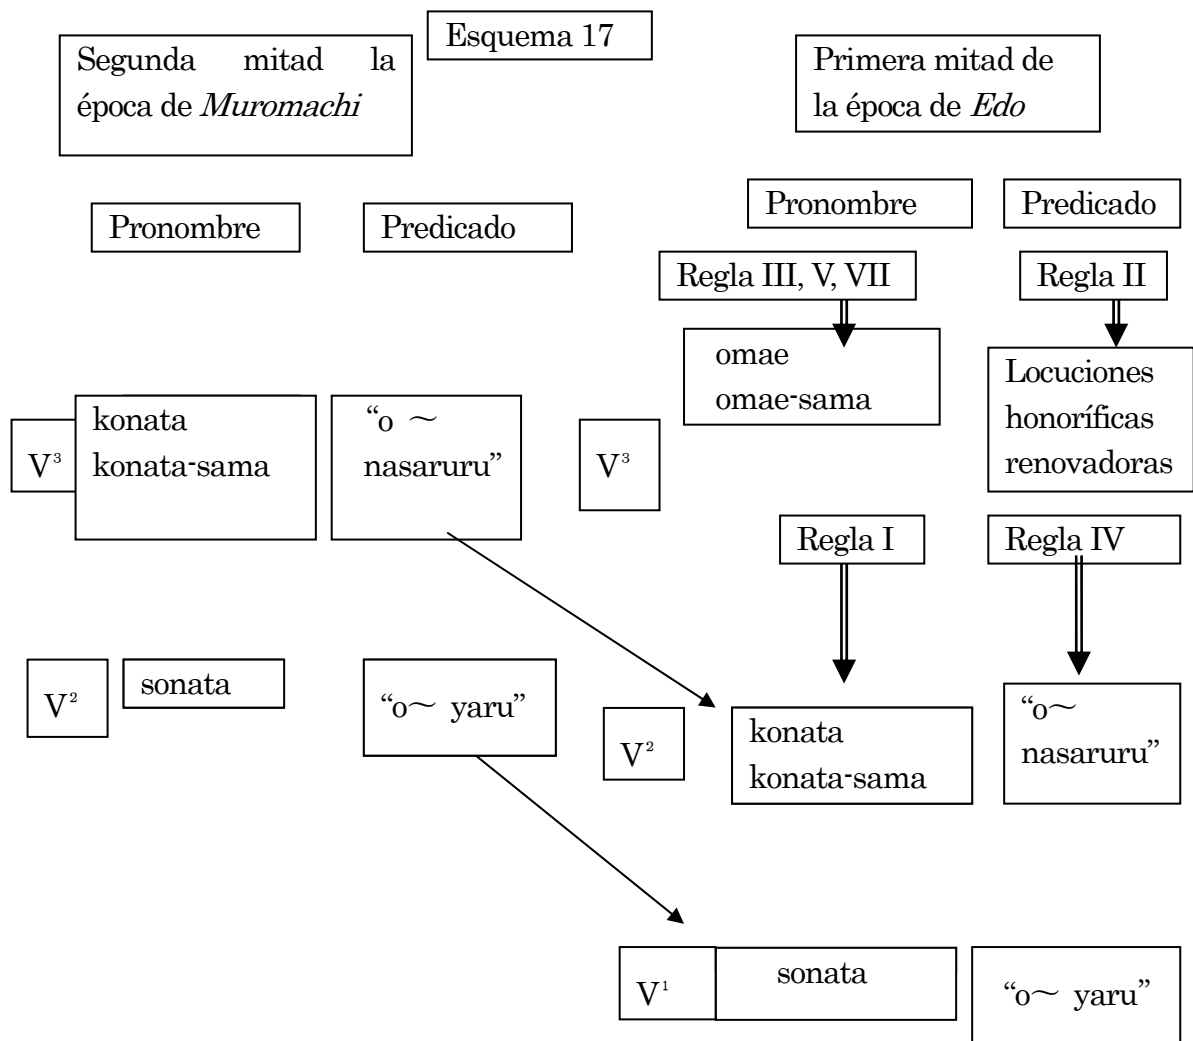 Esquema 17
Segunda mitad la
época de Muromachi
Primera mitad de
la época de Edo
Pronombre
Predicado
Pronombre
Predicado
Regla III, V, VII
Regla II
omae
omae-sama
Locuciones
honoríficas
renovadoras
V³
konata
konata-sama
“o ～
nasaruru”
V³
Regla I
Regla IV
V²
sonata
“o～ yaru”
V²
konata
konata-sama
“o～
nasaruru”
V¹
sonata
“o～ yaru”